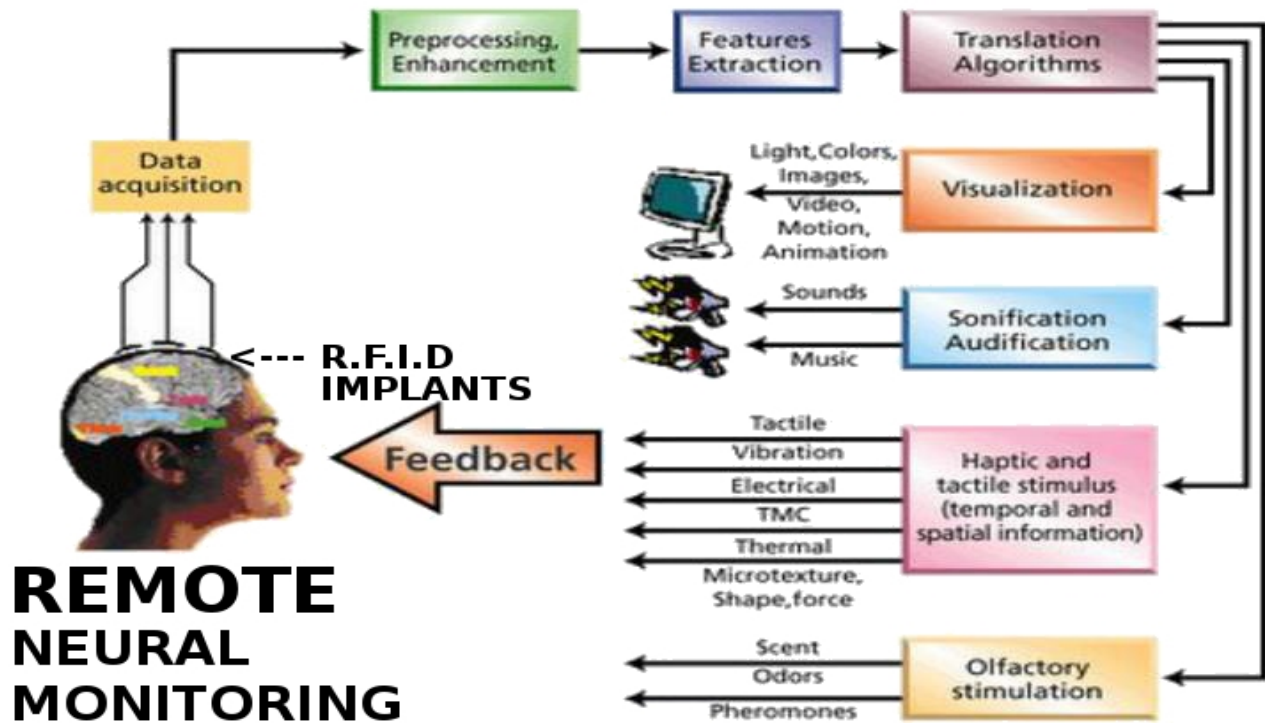 Preprocessing,
Enhancement
Features
Extraction
Translation
Algorithms
Data
acquisition
Light,Colors,
Images,
Video,
Motion,
Animation
Visualization
Sounds
Music
Sonification
Audification
<--- R.F.I.D
IMPLANTS
Feedback
Tactile
Vibration
Electrical
TMC
Thermal
Microtexture,
Shape,force
Haptic and
tactile stimulus
(temporal and
spatial information)
REMOTE
NEURAL
MONITORING
Scent
Odors
Pheromones
Olfactory
stimulation